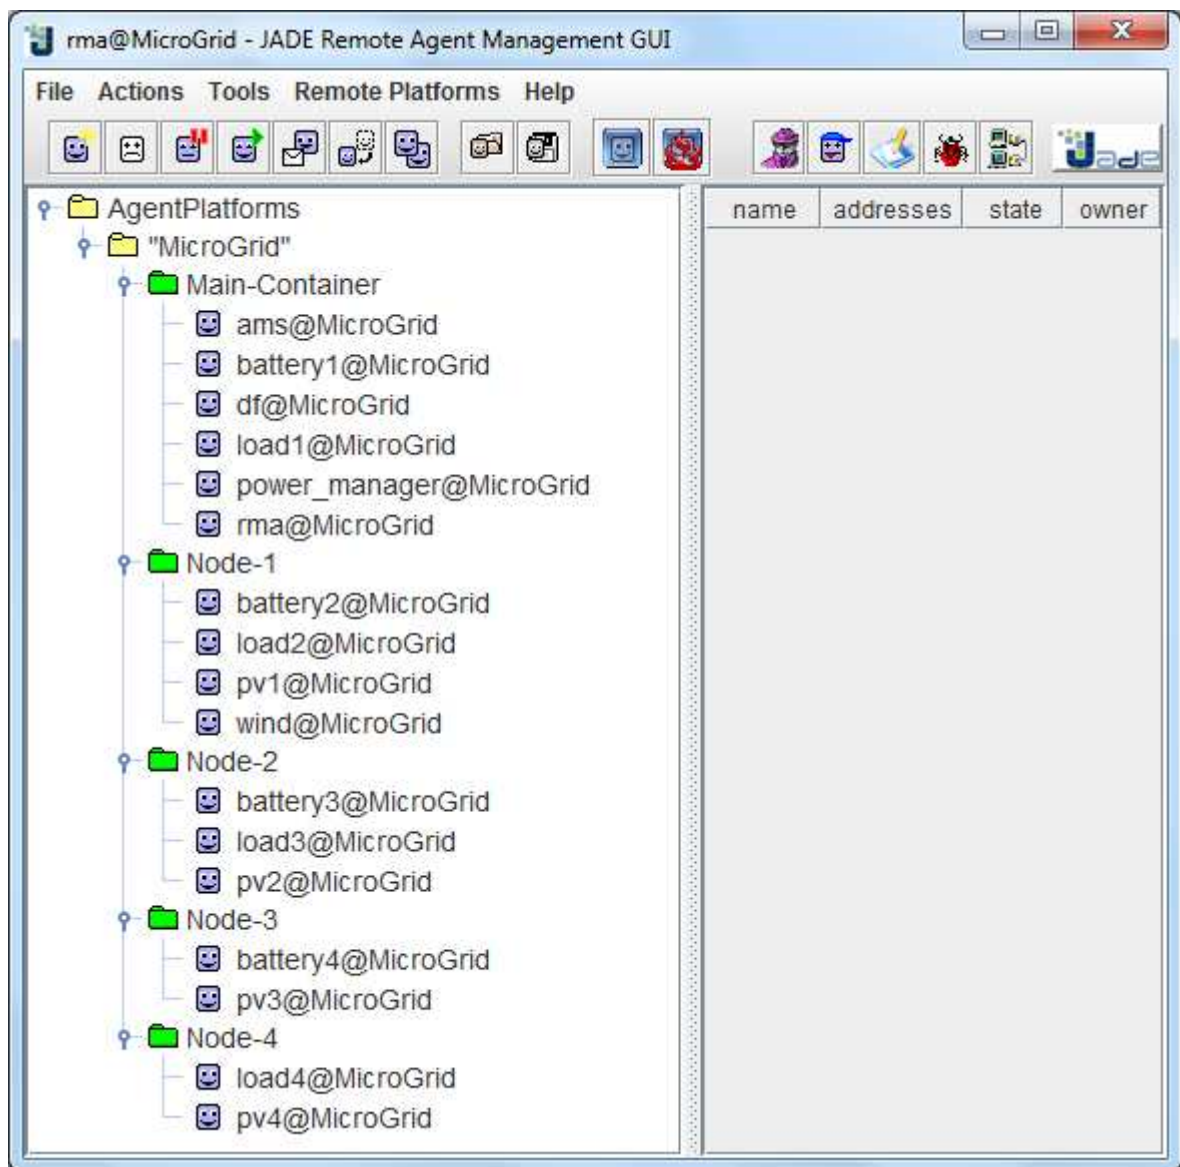 rma@MicroGrid - JADE Remote Agent Management GUI
File Actions Tools Remote Platforms Help
Jade
AgentPlatforms
name addresses state owner
"MicroGrid"
Main-Container
ams@MicroGrid
battery1@MicroGrid
df@MicroGrid
load1@MicroGrid
power_manager@MicroGrid
rma@MicroGrid
Node-1
battery2@MicroGrid
load2@MicroGrid
pv1@MicroGrid
wind@MicroGrid
Node-2
battery3@MicroGrid
load3@MicroGrid
pv2@MicroGrid
Node-3
battery4@MicroGrid
pv3@MicroGrid
Node-4
load4@MicroGrid
pv4@MicroGrid